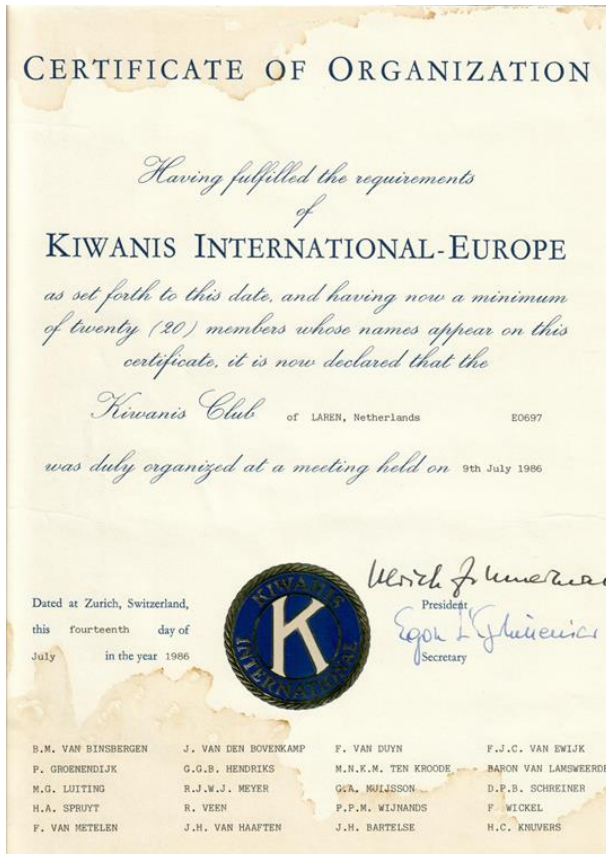 CERTIFICATE OF ORGANIZATION
Having fulfilled the requirements
of
KIWANIS INTERNATIONAL-EUROPE
as set forth to this date, and having now a minimum
of twenty (20) members whose names appear on this
certificate, it is now declared that the
Kiwanis Club of LAREN, Netherlands E0697
was duly organized at a meeting held on 9th July 1986
Ulrich Zimmerman
President
Dated at Zurich, Switzerland,
this fourteenth day of
July in the year 1986
KIWANIS
K
INTERNATIONAL
Egon
Secretary
B.M. VAN BINSBERGEN J. VAN DEN BOVENKAMP F. VAN DUYN F.J.C. VAN EWIJK
P. GROENENDIJK G.G.B. HENDRIKS M.N.K.M. TEN KROODE BARON VAN LAMSWEERDE
M.G. LUITING R.J.W.J. MEYER G.A. MUIJSSON D.P.B. SCHREINER
H.A. SPRUYT R. VEEN P.P.M. WIJNANDS F WICKEL
F. VAN METELEN J.H. VAN HAAFTEN J.H. BARTELSE H.C. KNUVERS